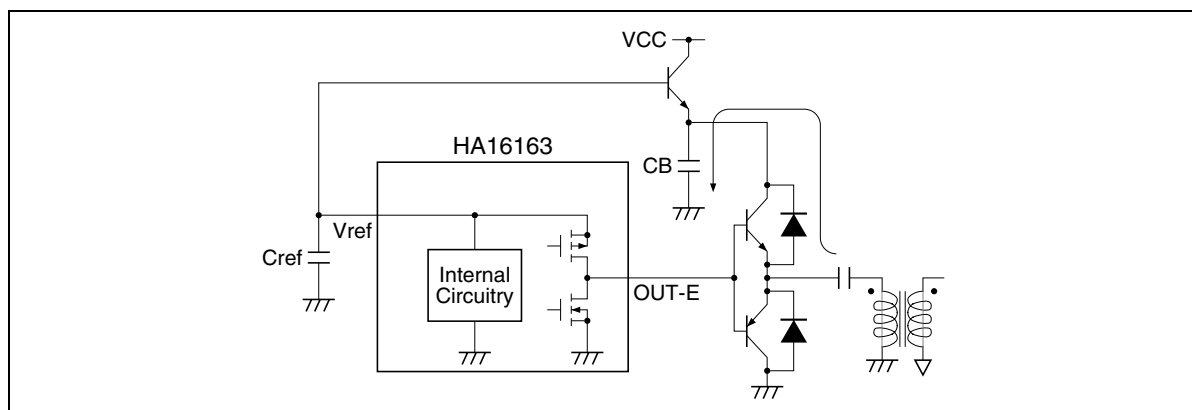 VCC
HA16163
CB
Vref
Cref
Internal
Circuitry
OUT-E